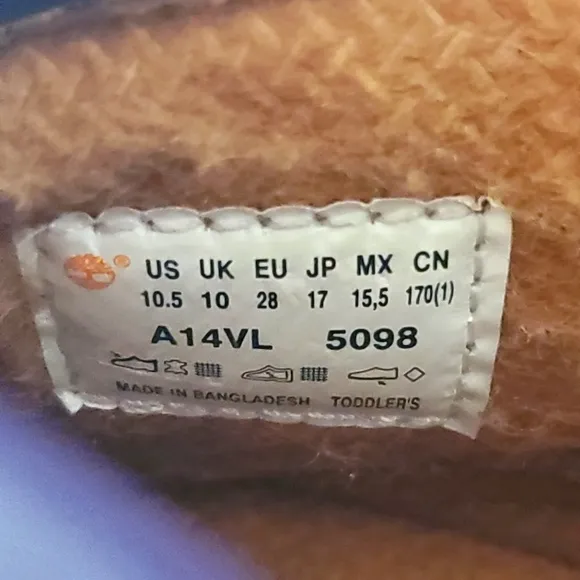 US UK EU JP MX CN
10.5 10 28 17 15,5 170(1)
A14VL 5098
MADE IN BANGLADESH TODDLER'S